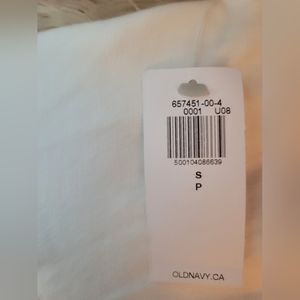 657451-00-4
0001 U08
500104086639
S
P
OLDNAVY.CA